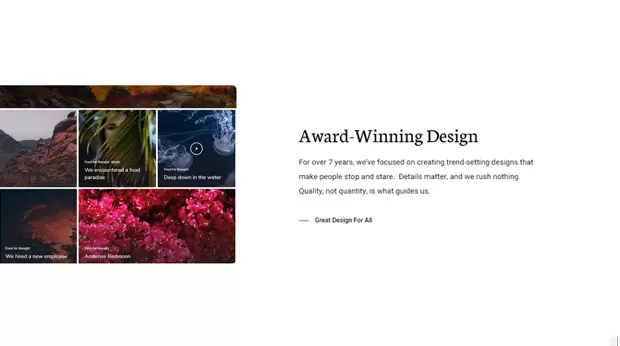 Food for thought Music
We encountered a food
paradise
Food for thought
Deep down in the water
Food for thought
We hired a new employee
Food for thought
Ambrose Redmoon
Award-Winning Design
For over 7 years, we've focused on creating trend-setting designs that
make people stop and stare. Details matter, and we rush nothing.
Quality, not quantity, is what guides us.
Great Design For All